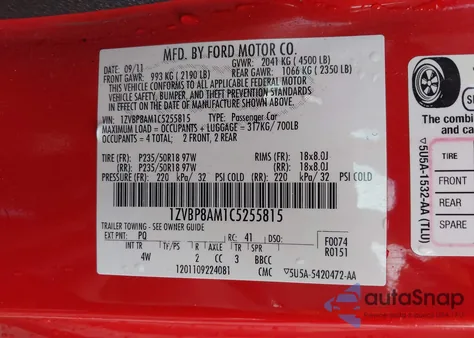 MFD. BY FORD MOTOR CO.
DATE: 09/11 GVWR: 2041 KG ( 4500 LB)
FRONT GAWR: 993 KG ( 2190 LB) REAR GAWR: 1066 KG ( 2350 LB)
THIS VEHICLE CONFORMS TO ALL APPLICABLE FEDERAL
MOTOR VEHICLE SAFETY, BUMPER, AND THEFT PREVENTION
STANDARDS IN EFFECT ON THE DATE OF MANUFACTURE SHOWN
ABOVE.
VIN: 1ZVBP8AM1C5255815 TYPE: Passenger Car
MAXIMUM LOAD = OCCUPANTS + LUGGAGE = 317KG / 700LB
OCCUPANTS = 4 TOTAL: 2 FRONT, 2 REAR
TIRE (FR): P235/50R18 97W RIMS (FR): 18x8.0J
TIRE (RR): P235/50R18 97W RIMS (RR): 18x8.0J
PRESSURE (FR) 220 kPa/ 32 PSI COLD (RR) 220 kPa/ 32 PSI COLD
1ZVBP8AM1C5255815
TRAILER TOWING - SEE OWNER GUIDE
EXT PNT: PQ RC: 41 DSO: F0074
INT TR TY/PS R TR SPR R0151
4W 2 CC 3 BBCC
12011092240B1 CMC ▽5U5A-5420472-AA
TIRE
The combine
TIRE
FRONT
REAR
SPARE
▽5U5A-1532-AA (TLU)
autoSnap